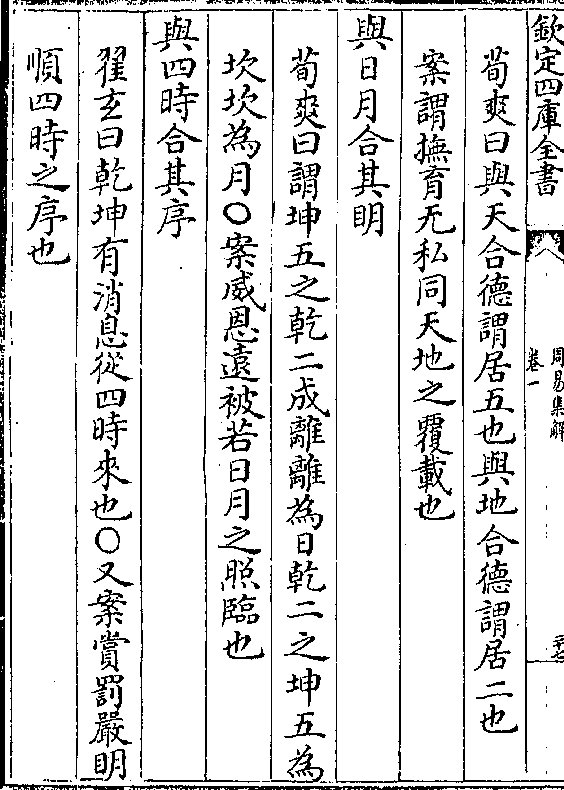 欽定四庫全書
周易集解
卷一
荀爽曰與天合德謂居五也與地合德謂居二也
案謂撫育无私同天地之覆載也
與日月合其明
荀爽曰謂坤五之乾二成離離為日乾二之坤五為
坎坎為月○案威恩遠被若日月之照臨也
與四時合其序
翟玄曰乾坤有消息從四時來也○又案賞罰嚴明
順四時之序也